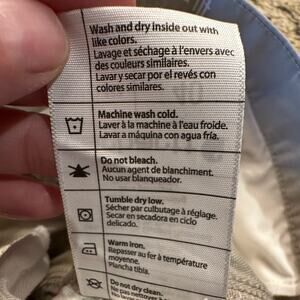 Wash and dry Inside out with
like colors.
Lavage et séchage à l'envers avec
des couleurs similaires.
Lavar y secar por el revés con
colores similares.
Machine wash cold.
Laver à la machine à l'eau froide.
Lavar a máquina con agua fría.
Do not bleach.
Aucun agent de blanchiment.
No usar blanqueador.
Tumble dry low.
Sécher par culbutage à réglage.
Secar en secadora en ciclo
delicado.
Warm iron.
Repasser au fer à température
moyenne.
Plancha tibia.
Do not dry clean.
Ne pas nettoyer à